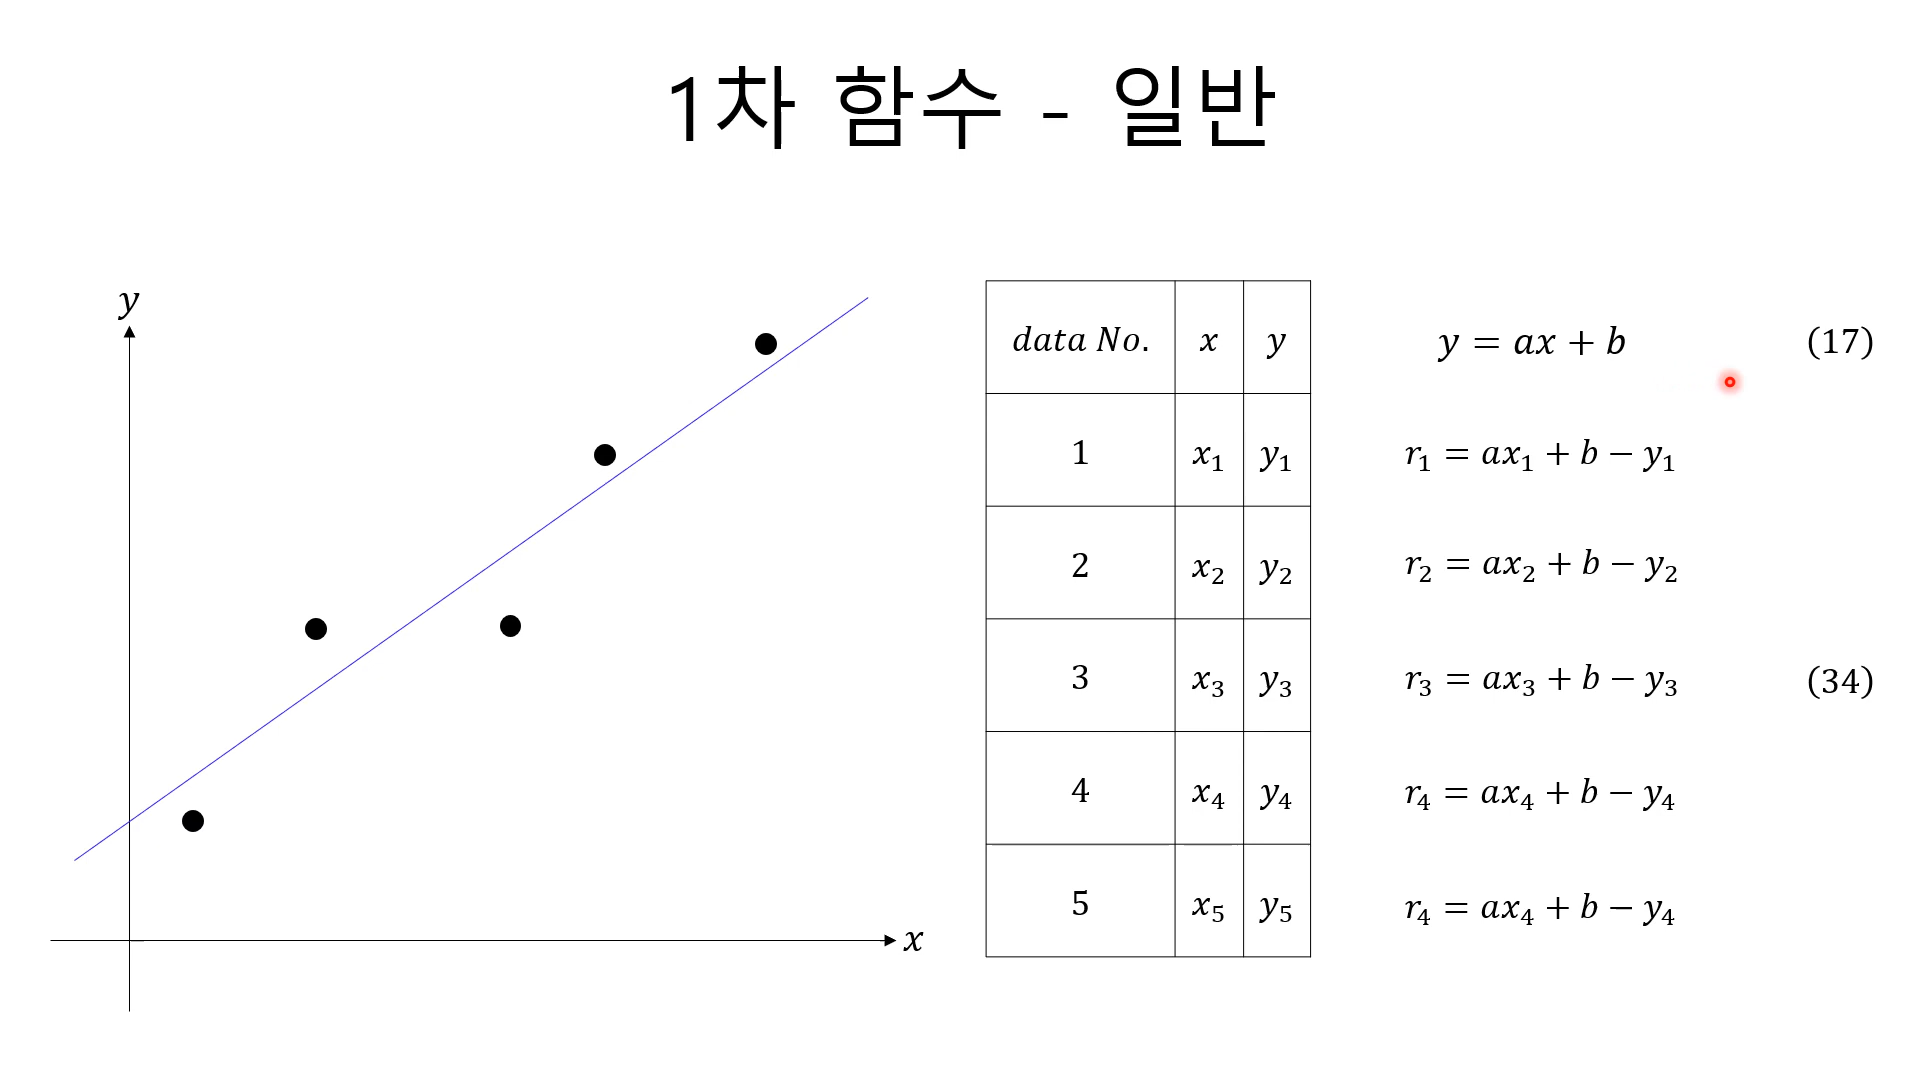 1차 함수 - 일반
y
x
data No. x y
1 x₁ y₁
2 x₂ y₂
3 x₃ y₃
4 x₄ y₄
5 x₅ y₅
y = ax + b (17)
r₁ = ax₁ + b − y₁
r₂ = ax₂ + b − y₂
r₃ = ax₃ + b − y₃ (34)
r₄ = ax₄ + b − y₄
r₄ = ax₄ + b − y₄